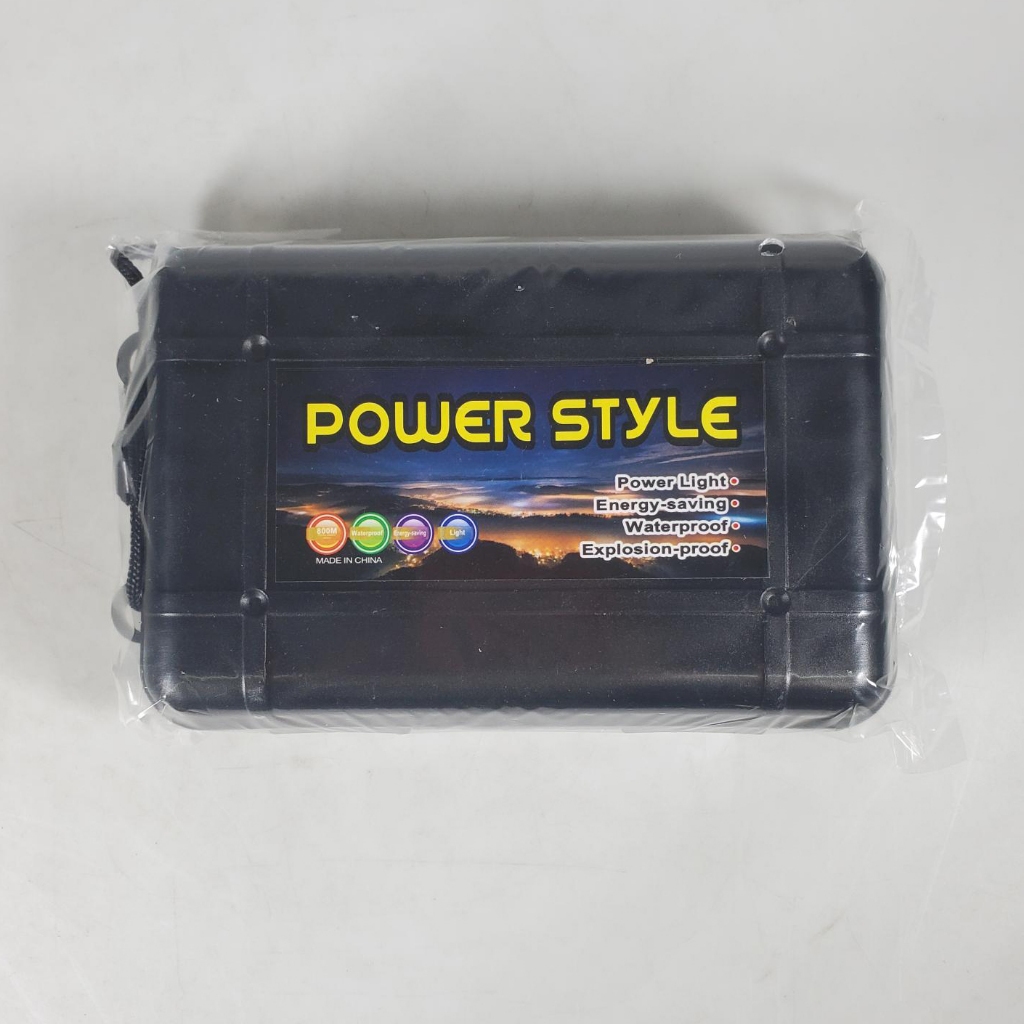 POWER STYLE
Power Light
Energy-saving
Waterproof
Explosion-proof
800M Waterproof Energy-saving Light
MADE IN CHINA